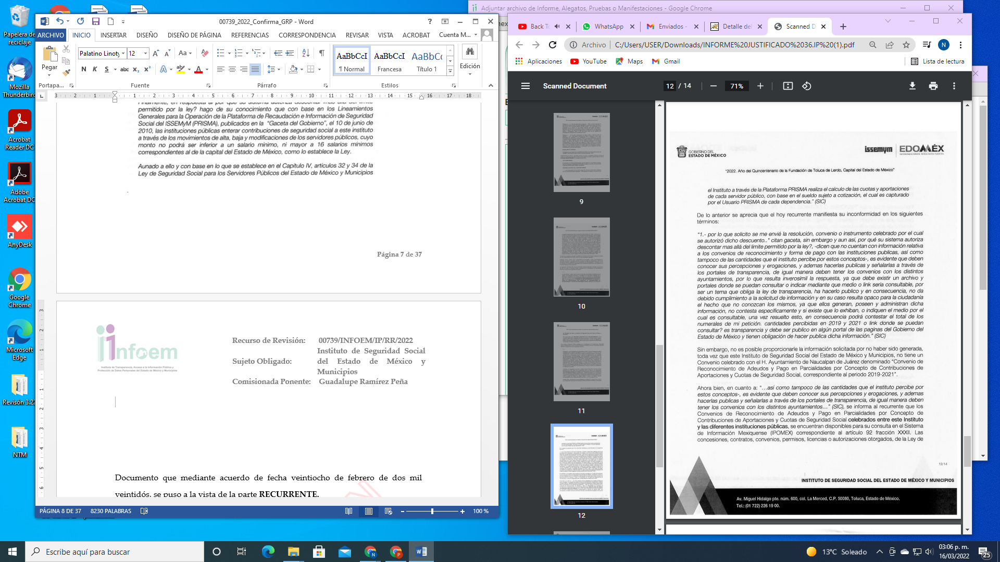 Papelera de reciclaje
Mozilla Thunderbird
Acrobat Reader DC
Adobe Acrobat DC
AnyDesk
Google Chrome
Microsoft Edge
Revisón 3.22
NTM
00739_2022_Confirma_GRP - Word
ARCHIVO INICIO INSERTAR DISEÑO DISEÑO DE PÁGINA REFERENCIAS CORRESPONDENCIA REVISAR VISTA ACROBAT Cuenta M...
Pegar
Palatino Linoty 12
N K S abc x₂ x²
Portapa... Fuente Párrafo Estilos
AaBbCcI AaBbCcI AaBbCc
¶ Normal Francesa Título 1
Edición
Finalmente, en respuesta al por que su sistema autoriza descontar mas allá del límite
permitido por la ley? hago de su conocimiento que con base en los Lineamientos
Generales para la Operación de la Plataforma de Recaudación e Información de Seguridad
Social del ISSEMyM (PRISMA), publicados en la "Gaceta del Gobierno", el 10 de junio de
2010, las instituciones públicas enterar contribuciones de seguridad social a este instituto
a través de los movimientos de alta, baja y modificaciones de los servidores públicos, cuyo
monto no podrá ser inferior a un salario mínimo, ni mayor a 16 salarios mínimos
correspondientes al de la capital del Estado de México, como lo establece la Ley.
Aunado a ello y con base en lo que se establece en el Capítulo IV, artículos 32 y 34 de la
Ley de Seguridad Social para los Servidores Públicos del Estado de México y Municipios
Página 7 de 37
infoem
Instituto de Transparencia, Acceso a la Información Pública y
Protección de Datos Personales del Estado de México y Municipios
Recurso de Revisión: 00739/INFOEM/IP/RR/2022
Sujeto Obligado: Instituto de Seguridad Social
del Estado de México y
Municipios
Comisionada Ponente: Guadalupe Ramírez Peña
Documento que mediante acuerdo de fecha veintiocho de febrero de dos mil
veintidós, se puso a la vista de la parte RECURRENTE.
PÁGINA 8 DE 37 8230 PALABRAS 100 %
Adjuntar archivo de Informe, Alegatos, Pruebas o Manifestaciones - Google Chrome
Back To WhatsApp Enviados - Detalle del Scanned D
Archivo C:/Users/USER/Downloads/INFORME%20JUSTIFICADO%2036.IP%20(1).pdf N
Aplicaciones YouTube Maps Gmail Lista de lectura
Scanned Document 12 / 14 71%
9
10
11
12
GOBIERNO DEL
ESTADO DE MÉXICO
issemym EDOMÉX
DECISIONES FIRMES, RESULTADOS FUERTES.
"2022. Año del Quincentenario de la Fundación de Toluca de Lerdo, Capital del Estado de México"
el Instituto a través de la Plataforma PRISMA realiza el calculo de las cuotas y aportaciones
de cada servidor público, con base en el sueldo sujeto a cotización, el cual es capturado
por el Usuario PRISMA de cada dependencia." (SIC)
De lo anterior se aprecia que el hoy recurrente manifiesta su inconformidad en los siguientes
términos:
"1.- por lo que solicito se me envié la resolución, convenio o instrumento celebrado por el cual
se autorizó dicho descuento.." citan gaceta, sin embargo y aun así, por qué su sistema autoriza
descontar mas allá del límite permitido por la ley?, -dicen que no cuentan con información relativa
a los convenios de reconocimiento y forma de pago con las instituciones publicas, así como
tampoco de las cantidades que el instituto percibe por estos conceptos-, es evidente que deben
conocer sus percepciones y erogaciones, y ademas hacerlas publicas y señalarlas a través de
los portales de transparencia, de igual manera deben tener los convenios con los distintos
ayuntamientos, por lo que resulta inverosímil la respuesta, ya que debe existir un archivo y
portales donde se puedan consultar o indicar mediante que medio o link sería consultable, por
ser un tema que obliga la ley de transparencia, ha hacerlo publico y en consecuencia, no da
debido cumplimiento a la solicitud de información y en su caso resulta opaco para la ciudadanía
el hecho que no conozcan los mismos, ya que ellos generan, poseen y administran dicha
información, no contesta específicamente y si existe que lo exhiban, o indiquen el medio por el
cual es consultable, una vez resuelto esto, en consecuencia podrá contestar el total de los
numerales de mi petición. cantidades percibidas en 2019 y 2021 o link donde se puedan
consultar? es transparencia y debe ser publico en algún portal de las paginas del Gobierno del
Estado de México y tienen obligación de hacer publica dicha información." (SIC)
Sin embargo, no es posible proporcionarle la información solicitada por no haber sido generada,
toda vez que este Instituto de Seguridad Social del Estado de México y Municipios, no tiene un
Convenio celebrado con el H. Ayuntamiento de Naucalpan de Juárez denominado "Convenio de
Reconocimiento de Adeudos y Pago en Parcialidades por Concepto de Contribuciones de
Aportaciones y Cuotas de Seguridad Social, correspondiente al periodo 2019-2021".
Ahora bien, en cuanto a: "...así como tampoco de las cantidades que el instituto percibe por
estos conceptos-, es evidente que deben conocer sus percepciones y erogaciones, y ademas
hacerlas publicas y señalarlas a través de los portales de transparencia, de igual manera deben
tener los convenios con los distintos ayuntamientos..." (SIC), se informa al recurrente que los
Convenios de Reconocimiento de Adeudos y Pago en Parcialidades por Concepto de
Contribuciones de Aportaciones y Cuotas de Seguridad Social celebrados entre este Instituto
y las diferentes instituciones públicas, se encuentran disponibles para su consulta en el Sistema
de Información Mexiquense (IPOMEX) correspondiente al artículo 92 fracción XXXII. Las
concesiones, contratos, convenios, permisos, licencias o autorizaciones otorgados, de la Ley de
12/14
INSTITUTO DE SEGURIDAD SOCIAL DEL ESTADO DE MÉXICO Y MUNICIPIOS
Av. Miguel Hidalgo pte. núm. 600, col. La Merced, C.P. 50080, Toluca, Estado de México.
Tel.: (01 722) 226 19 00.
Escribe aquí para buscar
13°C Soleado
03:06 p. m.
16/03/2022
25